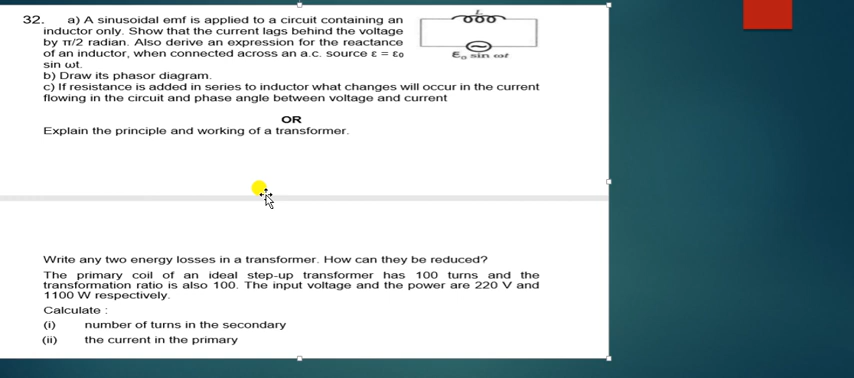 32. a) A sinusoidal emf is applied to a circuit containing an
inductor only. Show that the current lags behind the voltage
by π/2 radian. Also derive an expression for the reactance
of an inductor, when connected across an a.c. source ε = ε₀
sin ωt.
L
ε₀ sin ωt
b) Draw its phasor diagram.
c) If resistance is added in series to inductor what changes will occur in the current
flowing in the circuit and phase angle between voltage and current
OR
Explain the principle and working of a transformer.
Write any two energy losses in a transformer. How can they be reduced?
The primary coil of an ideal step-up transformer has 100 turns and the
transformation ratio is also 100. The input voltage and the power are 220 V and
1100 W respectively.
Calculate :
(i) number of turns in the secondary
(ii) the current in the primary